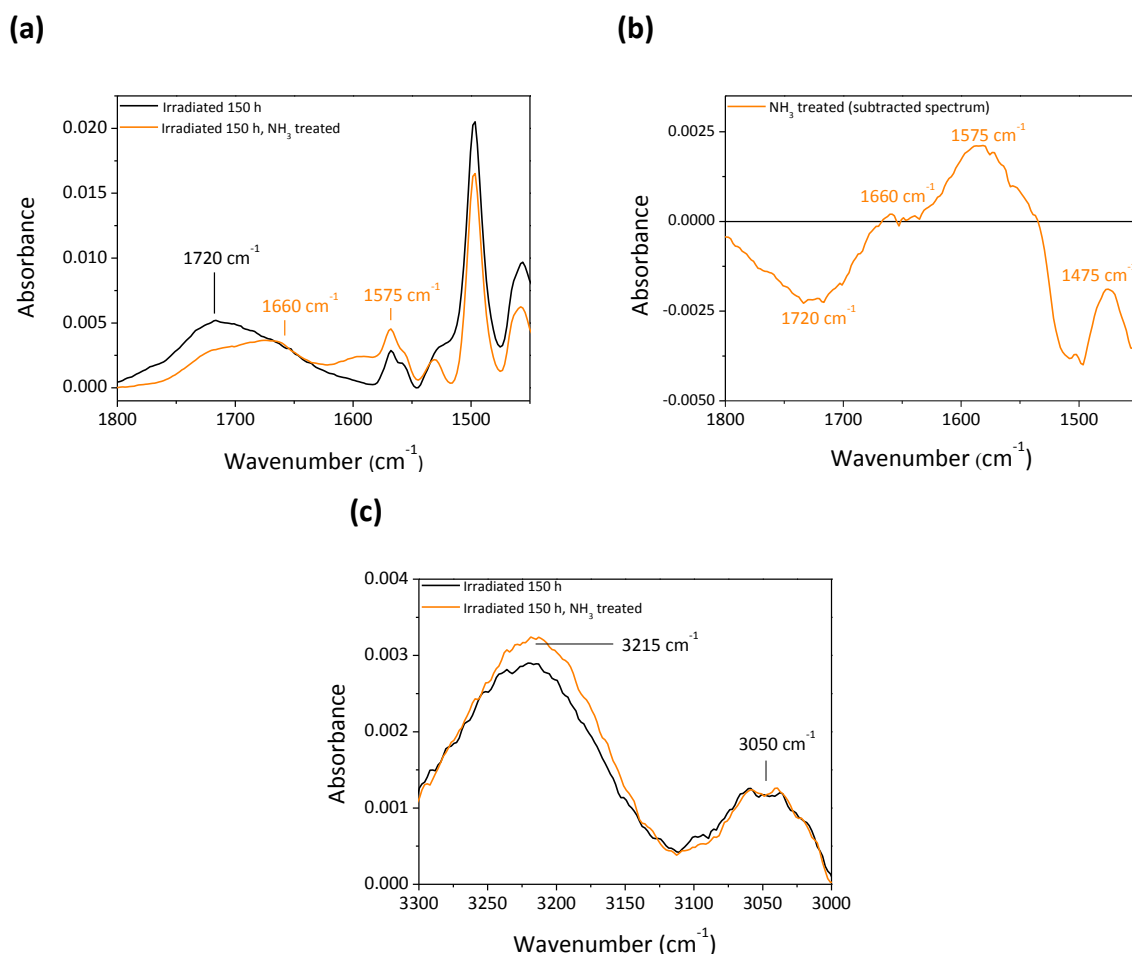 (a)
Irradiated 150 h
Irradiated 150 h, NH₃ treated
1720 cm⁻¹
1660 cm⁻¹
1575 cm⁻¹
0.020
0.015
0.010
0.005
0.000
Absorbance
1800 1700 1600 1500
Wavenumber (cm⁻¹)
(b)
NH₃ treated (subtracted spectrum)
1575 cm⁻¹
1660 cm⁻¹
1475 cm⁻¹
1720 cm⁻¹
0.0025
0.0000
-0.0025
-0.0050
Absorbance
1800 1700 1600 1500
Wavenumber (cm⁻¹)
(c)
Irradiated 150 h
Irradiated 150 h, NH₃ treated
3215 cm⁻¹
3050 cm⁻¹
0.004
0.003
0.002
0.001
0.000
Absorbance
3300 3250 3200 3150 3100 3050 3000
Wavenumber (cm⁻¹)